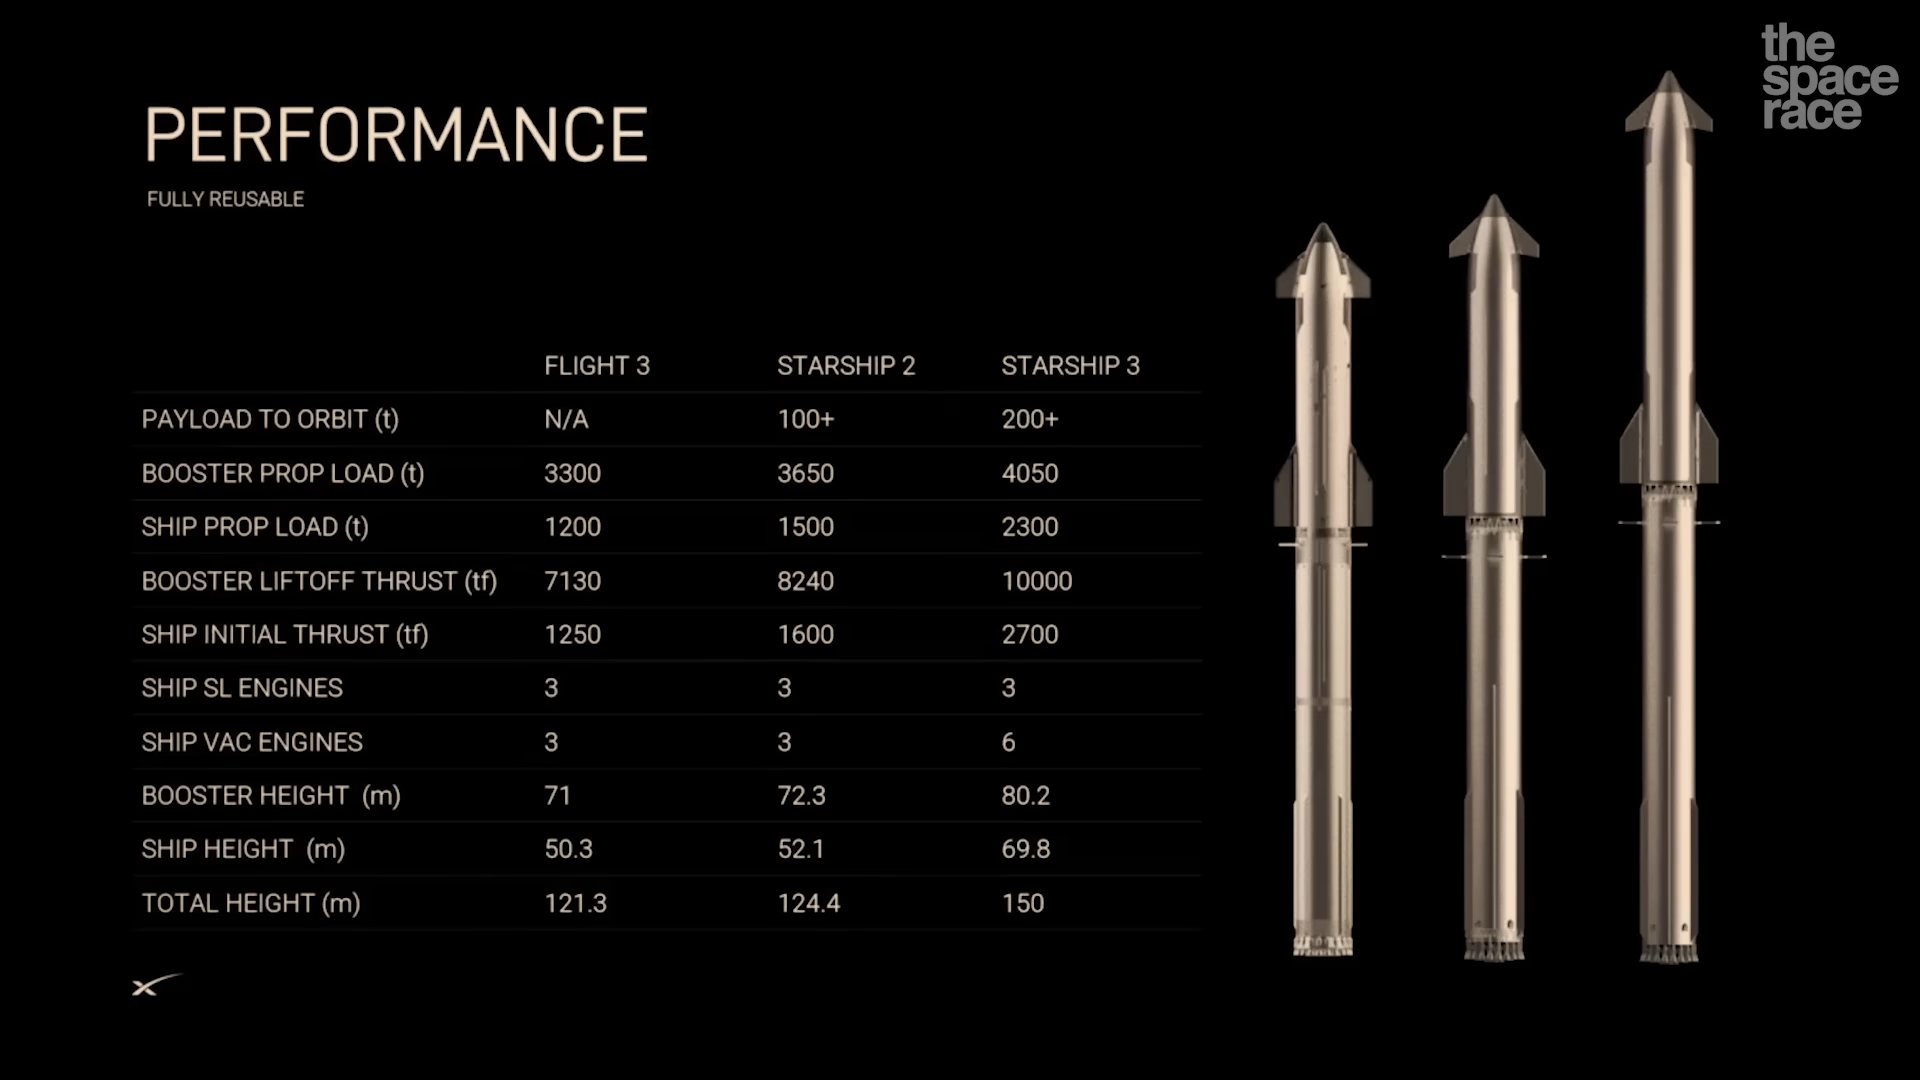 the
space
race
PERFORMANCE
FULLY REUSABLE
FLIGHT 3 STARSHIP 2 STARSHIP 3
PAYLOAD TO ORBIT (t) N/A 100+ 200+
BOOSTER PROP LOAD (t) 3300 3650 4050
SHIP PROP LOAD (t) 1200 1500 2300
BOOSTER LIFTOFF THRUST (tf) 7130 8240 10000
SHIP INITIAL THRUST (tf) 1250 1600 2700
SHIP SL ENGINES 3 3 3
SHIP VAC ENGINES 3 3 6
BOOSTER HEIGHT (m) 71 72.3 80.2
SHIP HEIGHT (m) 50.3 52.1 69.8
TOTAL HEIGHT (m) 121.3 124.4 150